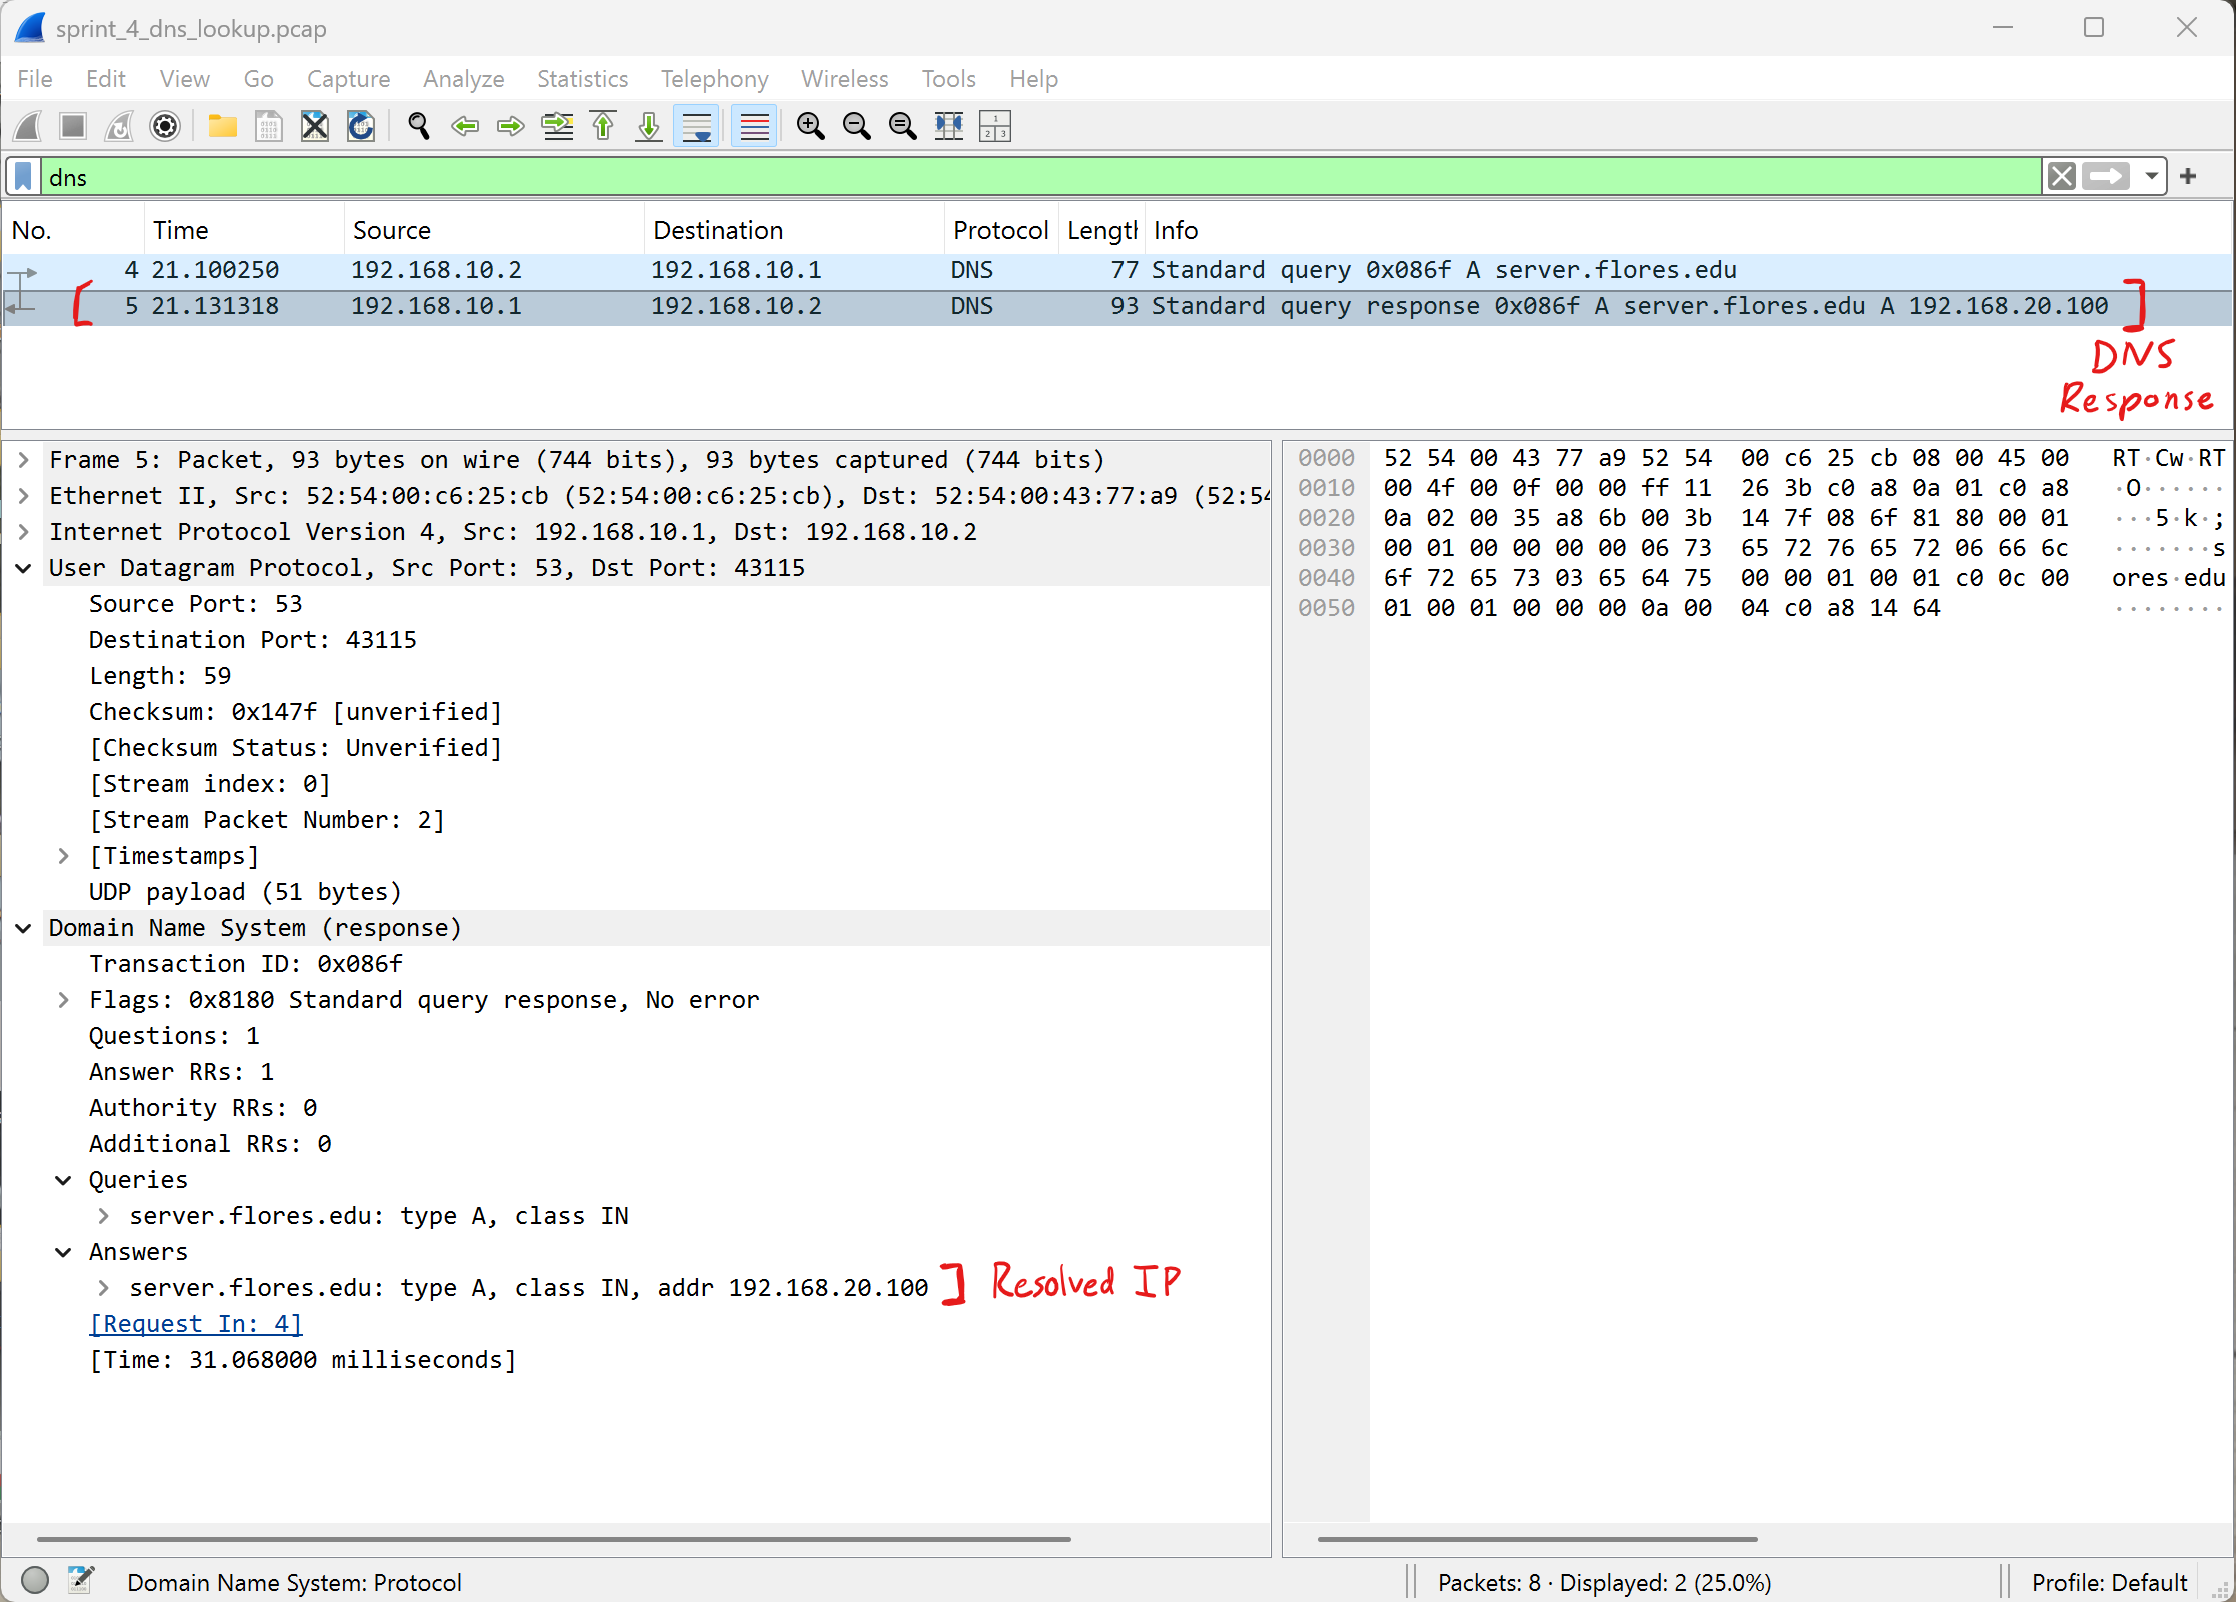 sprint_4_dns_lookup.pcap
File Edit View Go Capture Analyze Statistics Telephony Wireless Tools Help
dns
No. Time Source Destination Protocol Length Info
4 21.100250 192.168.10.2 192.168.10.1 DNS 77 Standard query 0x086f A server.flores.edu
5 21.131318 192.168.10.1 192.168.10.2 DNS 93 Standard query response 0x086f A server.flores.edu A 192.168.20.100
DNS
Response
Frame 5: Packet, 93 bytes on wire (744 bits), 93 bytes captured (744 bits)
Ethernet II, Src: 52:54:00:c6:25:cb (52:54:00:c6:25:cb), Dst: 52:54:00:43:77:a9 (52:54
Internet Protocol Version 4, Src: 192.168.10.1, Dst: 192.168.10.2
User Datagram Protocol, Src Port: 53, Dst Port: 43115
Source Port: 53
Destination Port: 43115
Length: 59
Checksum: 0x147f [unverified]
[Checksum Status: Unverified]
[Stream index: 0]
[Stream Packet Number: 2]
[Timestamps]
UDP payload (51 bytes)
Domain Name System (response)
Transaction ID: 0x086f
Flags: 0x8180 Standard query response, No error
Questions: 1
Answer RRs: 1
Authority RRs: 0
Additional RRs: 0
Queries
server.flores.edu: type A, class IN
Answers
server.flores.edu: type A, class IN, addr 192.168.20.100
Resolved IP
[Request In: 4]
[Time: 31.068000 milliseconds]
0000 52 54 00 43 77 a9 52 54 00 c6 25 cb 08 00 45 00 RT·Cw·RT
0010 00 4f 00 0f 00 00 ff 11 26 3b c0 a8 0a 01 c0 a8 ·O······
0020 0a 02 00 35 a8 6b 00 3b 14 7f 08 6f 81 80 00 01 ···5·k·;
0030 00 01 00 00 00 00 06 73 65 72 76 65 72 06 66 6c ·······s
0040 6f 72 65 73 03 65 64 75 00 00 01 00 01 c0 0c 00 ores·edu
0050 01 00 01 00 00 00 0a 00 04 c0 a8 14 64 ········
Domain Name System: Protocol
Packets: 8 · Displayed: 2 (25.0%)
Profile: Default